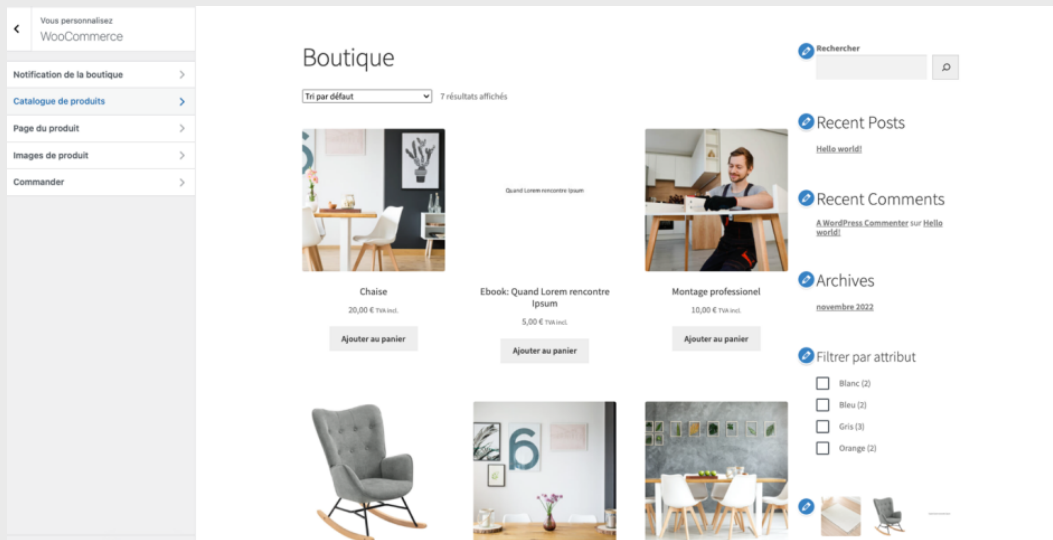 Vous personnalisez
WooCommerce
Notification de la boutique
Catalogue de produits
Page du produit
Images de produit
Commander
Boutique
Tri par défaut
7 résultats affichés
Quand Lorem rencontre Ipsum
Chaise
20,00 € TVA incl.
Ajouter au panier
Ebook: Quand Lorem rencontre
Ipsum
5,00 € TVA incl.
Ajouter au panier
Montage professionel
10,00 € TVA incl.
Ajouter au panier
Rechercher
Recent Posts
Hello world!
Recent Comments
A WordPress Commenter sur Hello
world!
Archives
novembre 2022
Filtrer par attribut
Blanc (2)
Bleu (2)
Gris (3)
Orange (2)